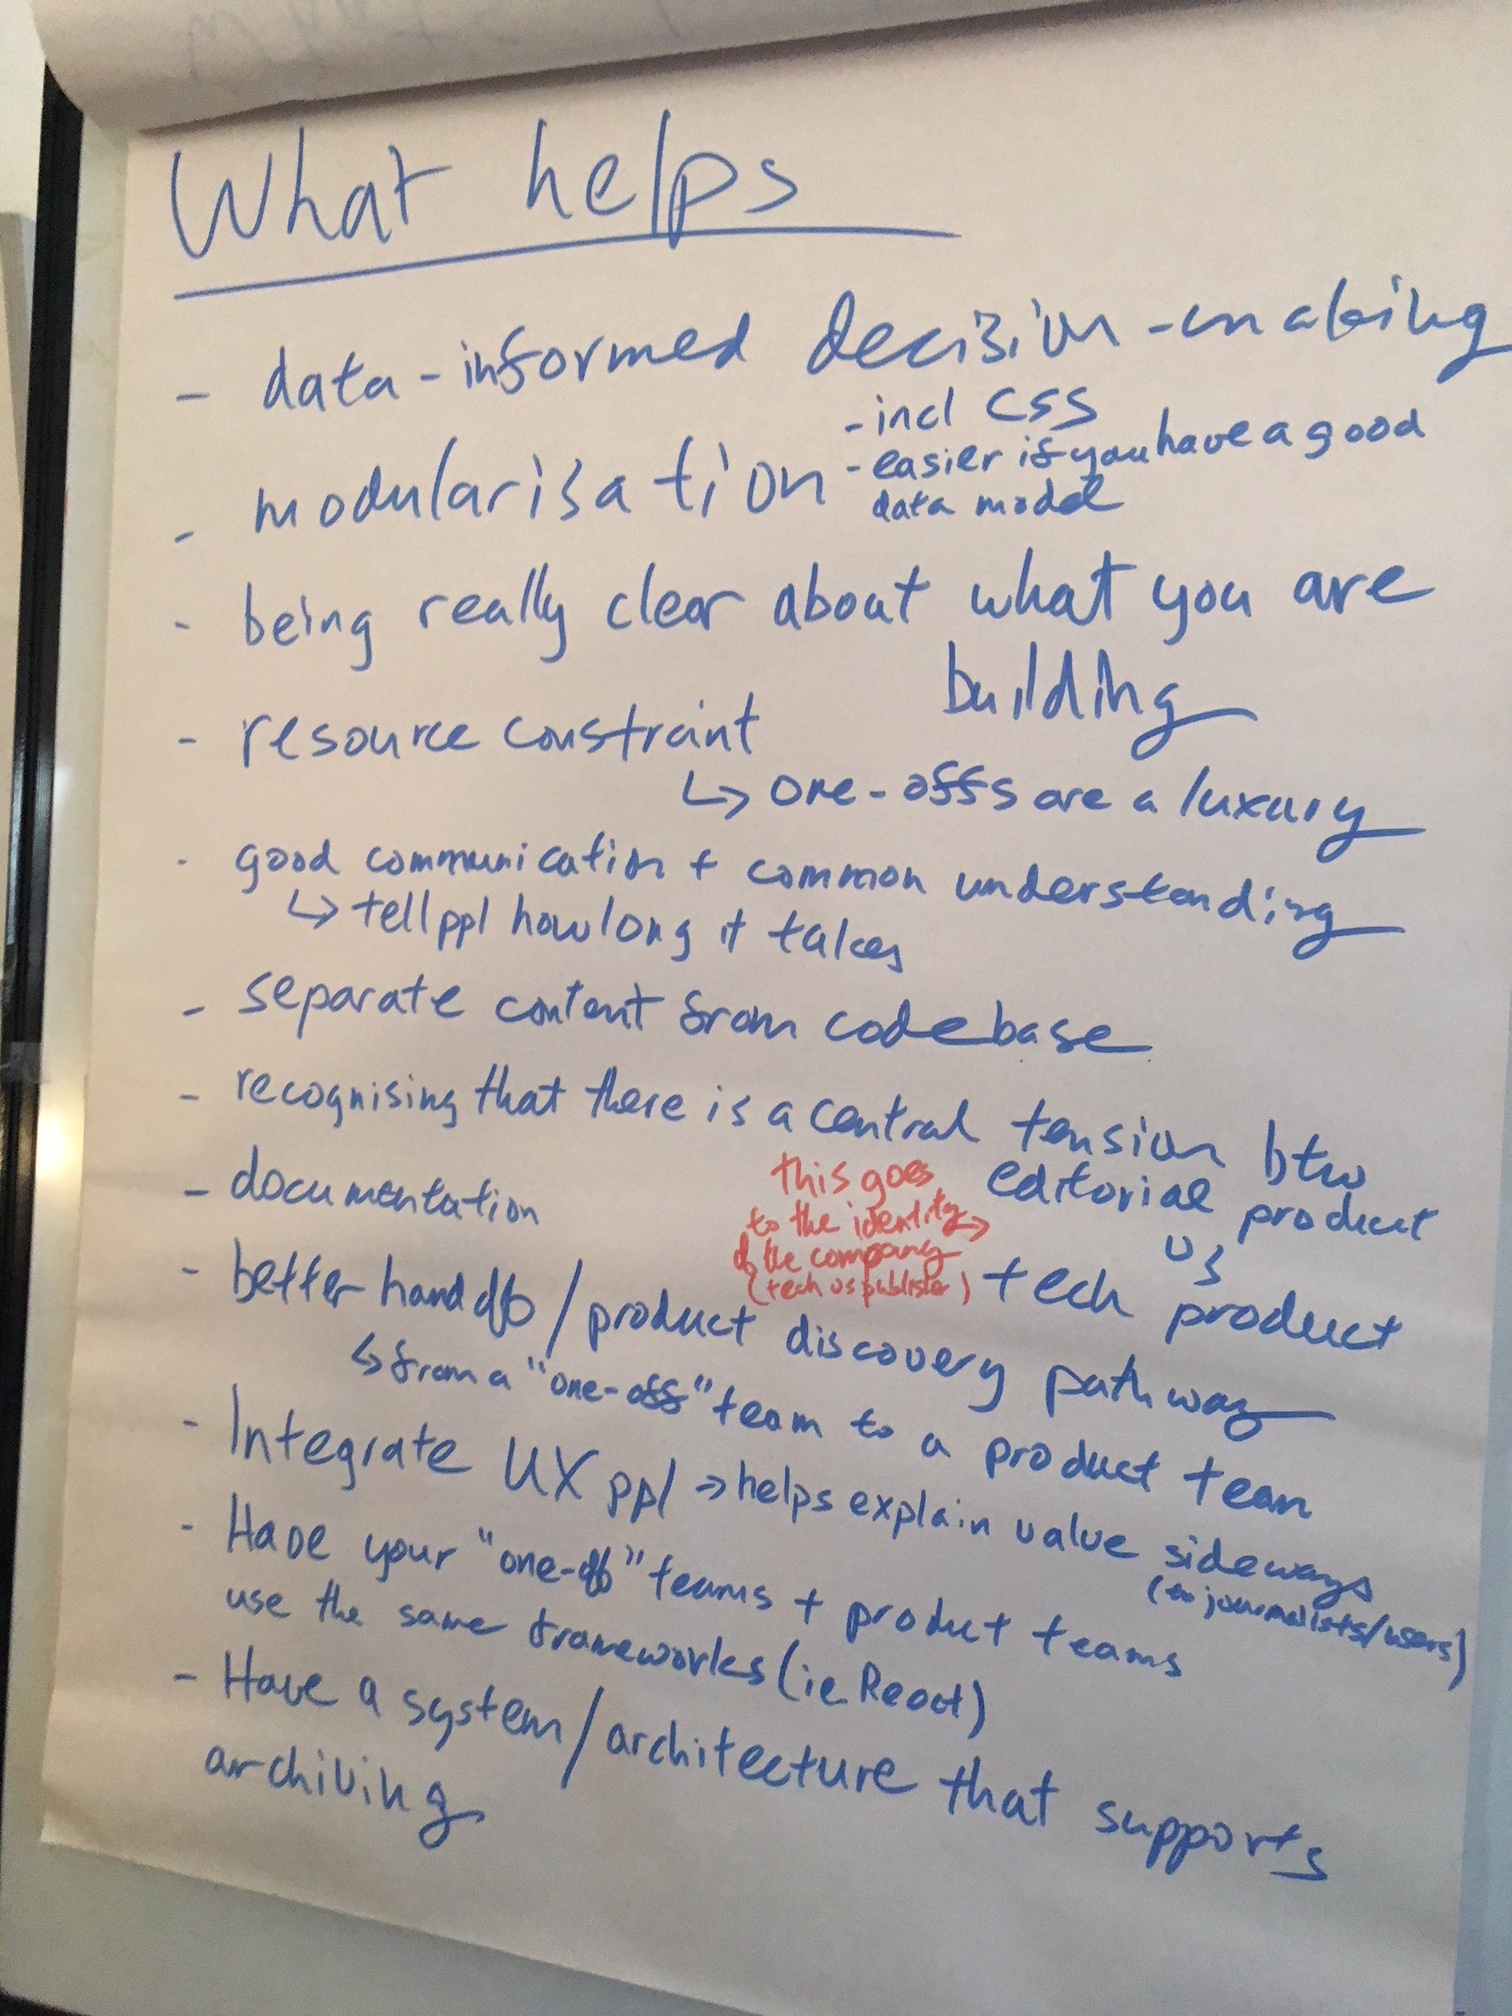 What helps
- data-informed decision-making
- modularisation
- incl CSS
- easier if you have a good
data model
- being really clear about what you are
building
- resource constraint
↳ one-offs are a luxury
- good communication + common understanding
↳ tell ppl how long it takes
- separate content from codebase
- recognising that there is a central tension btw
editorial product
vs
tech product
this goes
to the identity →
of the company
(tech vs publisher)
- documentation
- better handoff / product discovery pathway
↳ from a "one-off" team to a product team
- Integrate UX ppl → helps explain value sideways
(to journalists/users)
- Have your "one-off" teams + product teams
use the same frameworks (ie React)
- Have a system / architecture that supports
archiving